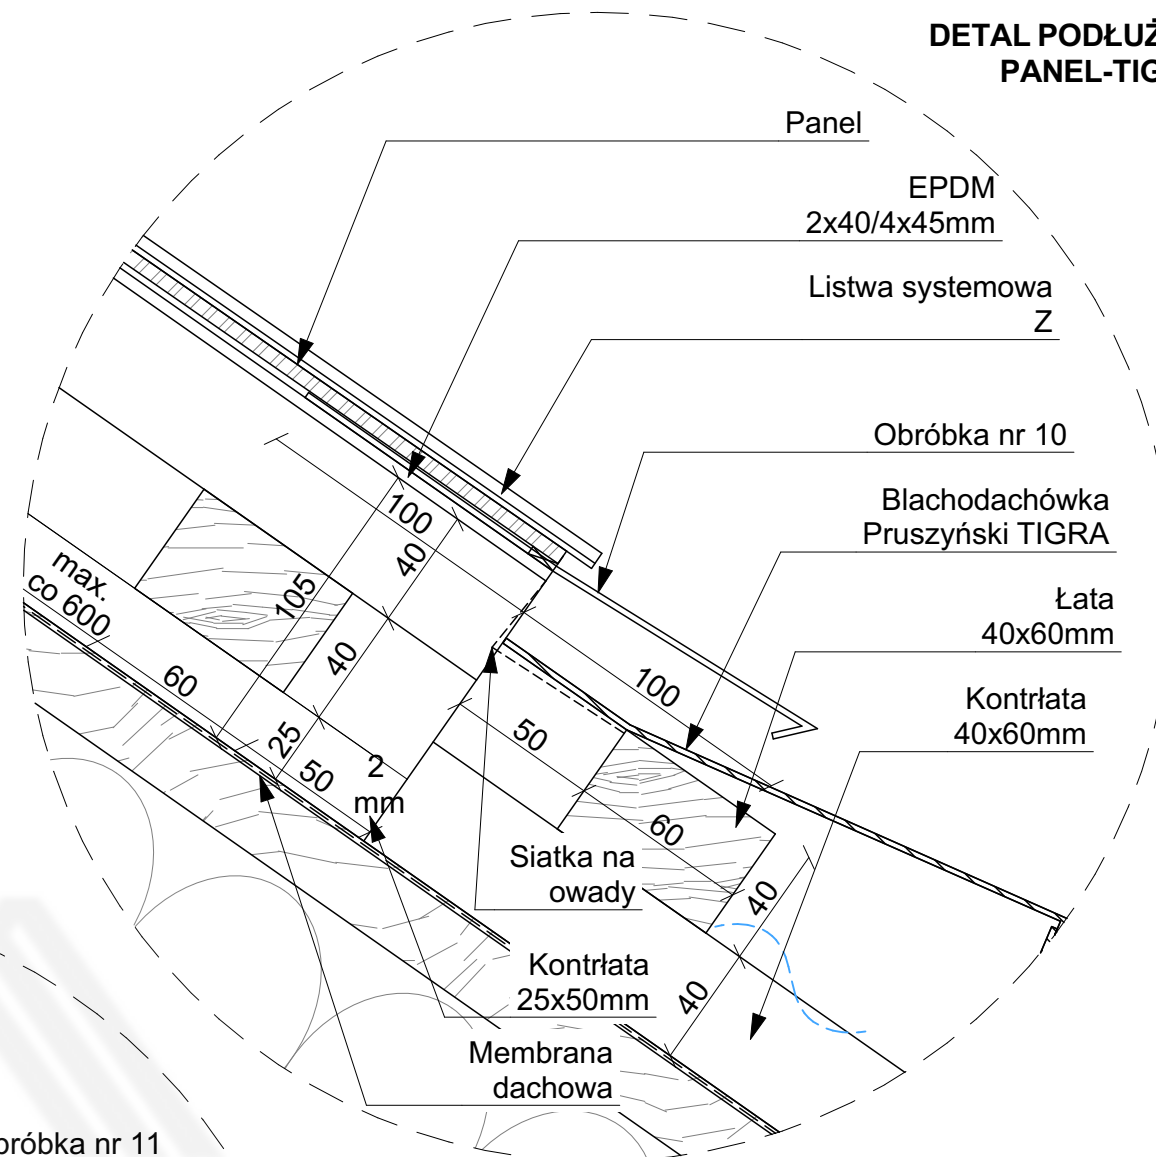 DETAL PODŁUŻ
PANEL-TIG
Panel
EPDM
2x40/4x45mm
Listwa systemowa
Z
Obróbka nr 10
Blachodachówka
Pruszyński TIGRA
Łata
40x60mm
Kontrłata
40x60mm
100
40
105
max.
co 600
40
60
100
25
50
50
2
mm
60
40
Siatka na
owady
40
Kontrłata
25x50mm
Membrana
dachowa
bróbka nr 11